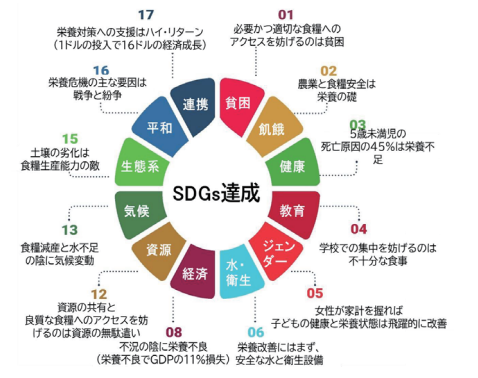 17
栄養対策への支援はハイ・リターン
（1ドルの投入で16ドルの経済成長）
01
必要かつ適切な食糧への
アクセスを妨げるのは貧困
16
栄養危機の主な要因は
戦争と紛争
02
農業と食糧安全は
栄養の礎
15
土壌の劣化は
食糧生産能力の敵
03
5歳未満児の
死亡原因の45%は栄養不
足
連携
貧困
平和
飢餓
生態系
健康
SDGs達成
気候
教育
資源
ジェン
ダー
経済
水・
衛生
13
食糧減産と水不足
の陰に気候変動
04
学校での集中を妨げるのは
不十分な食事
12
資源の共有と
良質な食糧へのアクセスを妨
げるのは資源の無駄遣い
05
女性が家計を握れば
子どもの健康と栄養状態は飛躍的に改善
08
不況の陰に栄養不良
（栄養不良でGDPの11%損失）
06
栄養改善にはまず、
安全な水と衛生設備